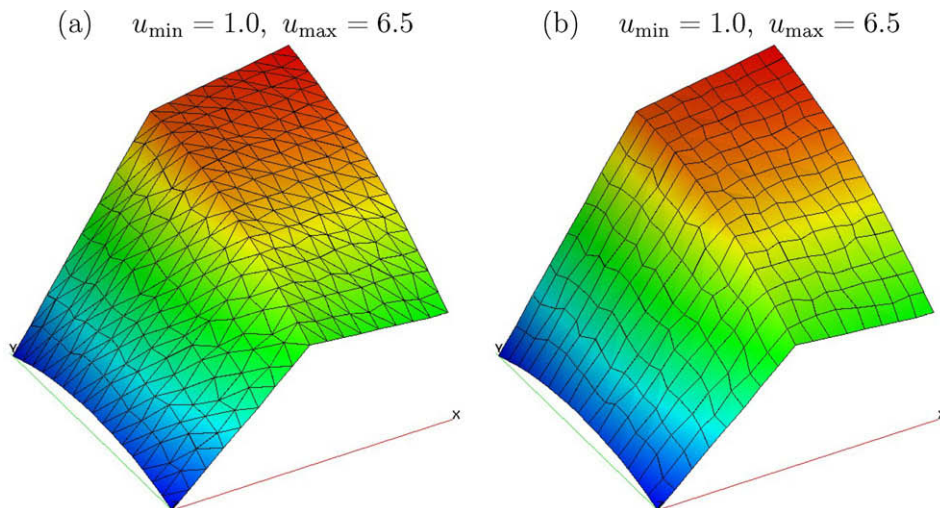 (a) u_min = 1.0, u_max = 6.5
(b) u_min = 1.0, u_max = 6.5
Y
X
Y
X